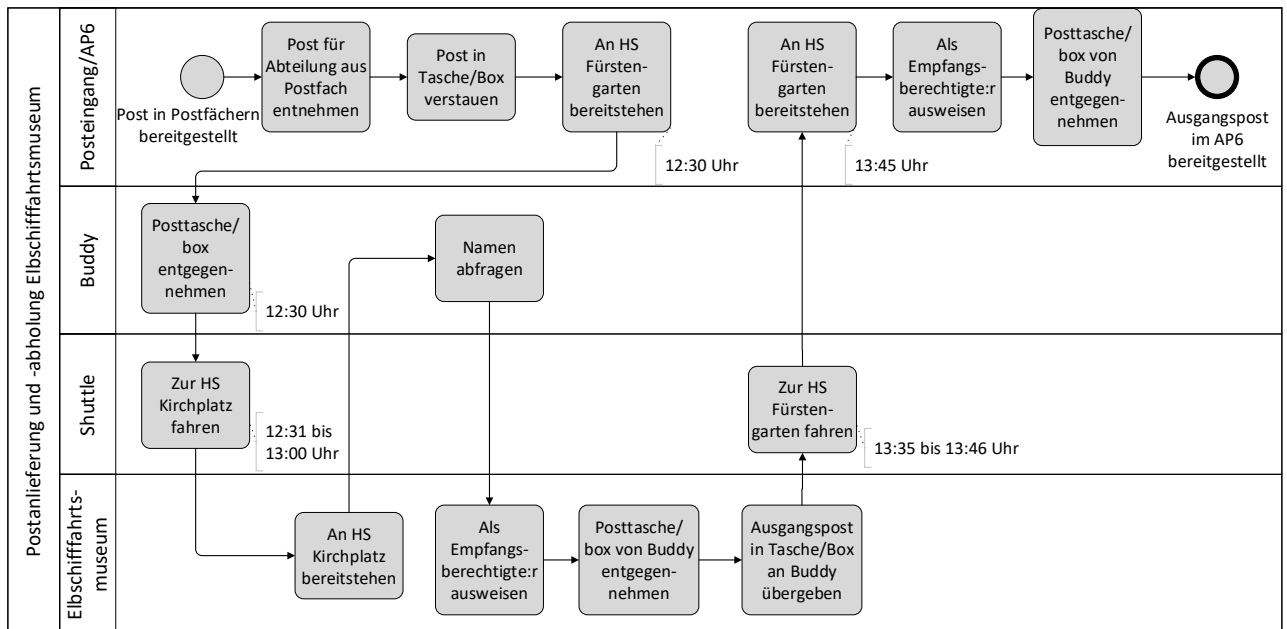 Postanlieferung und -abholung Elbschifffahrtsmuseum
Posteingang/AP6
Post in Postfächern
bereitgestellt
Post für
Abteilung aus
Postfach
entnehmen
Post in
Tasche/Box
verstauen
An HS
Fürsten-
garten
bereitstehen
12:30 Uhr
An HS
Fürsten-
garten
bereitstehen
13:45 Uhr
Als
Empfangs-
berechtigte:r
ausweisen
Posttasche/
box von
Buddy
entgegen-
nehmen
Ausgangspost
im AP6
bereitgestellt
Buddy
Posttasche/
box
entgegen-
nehmen
12:30 Uhr
Namen
abfragen
Shuttle
Zur HS
Kirchplatz
fahren
12:31 bis
13:00 Uhr
Zur HS
Fürsten-
garten fahren
13:35 bis 13:46 Uhr
Elbschifffahrts-
museum
An HS
Kirchplatz
bereitstehen
Als
Empfangs-
berechtigte:r
ausweisen
Posttasche/
box von Buddy
entgegen-
nehmen
Ausgangspost
in Tasche/Box
an Buddy
übergeben